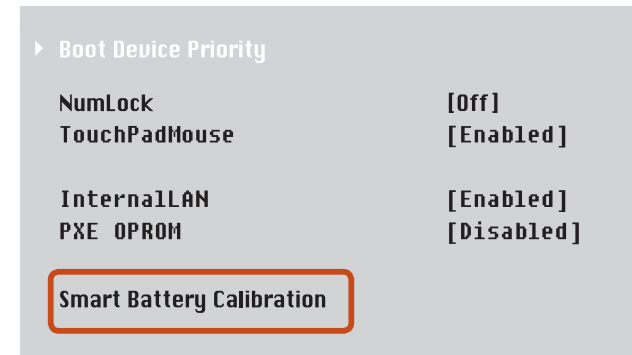 Boot Device Priority
NumLock [Off]
TouchPadMouse [Enabled]
InternalLAN [Enabled]
PXE OPROM [Disabled]
Smart Battery Calibration